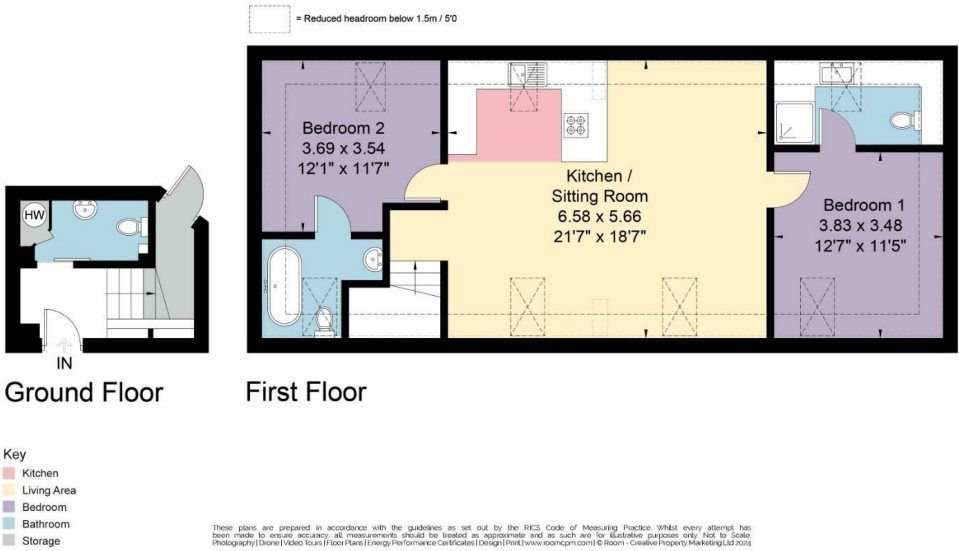 = Reduced headroom below 1.5m / 5'0
Bedroom 2
3.69 x 3.54
12'1" x 11'7"
Kitchen /
Sitting Room
6.58 x 5.66
21'7" x 18'7"
Bedroom 1
3.83 x 3.48
12'7" x 11'5"
HW
IN
Ground Floor
First Floor
Key
Kitchen
Living Area
Bedroom
Bathroom
Storage
These plans are prepared in accordance with the guidelines as set out by the RICS Code of Measuring Practice. Whilst every attempt has
been made to ensure accuracy, all measurements should be treated as approximate and as such are for illustrative purposes only. Not to Scale.
Photography | Drone | Video Tours | Floor Plans | Energy Performance Certificates | Design | Print | www.roomcpm.com | © Room - Creative Property Marketing Ltd 2024